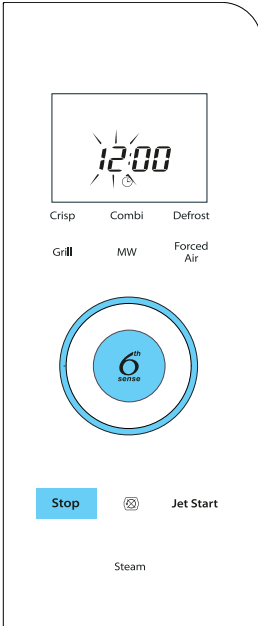 12:00
Crisp Combi Defrost
Grill MW Forced
Air
6th
sense
Stop Jet Start
Steam